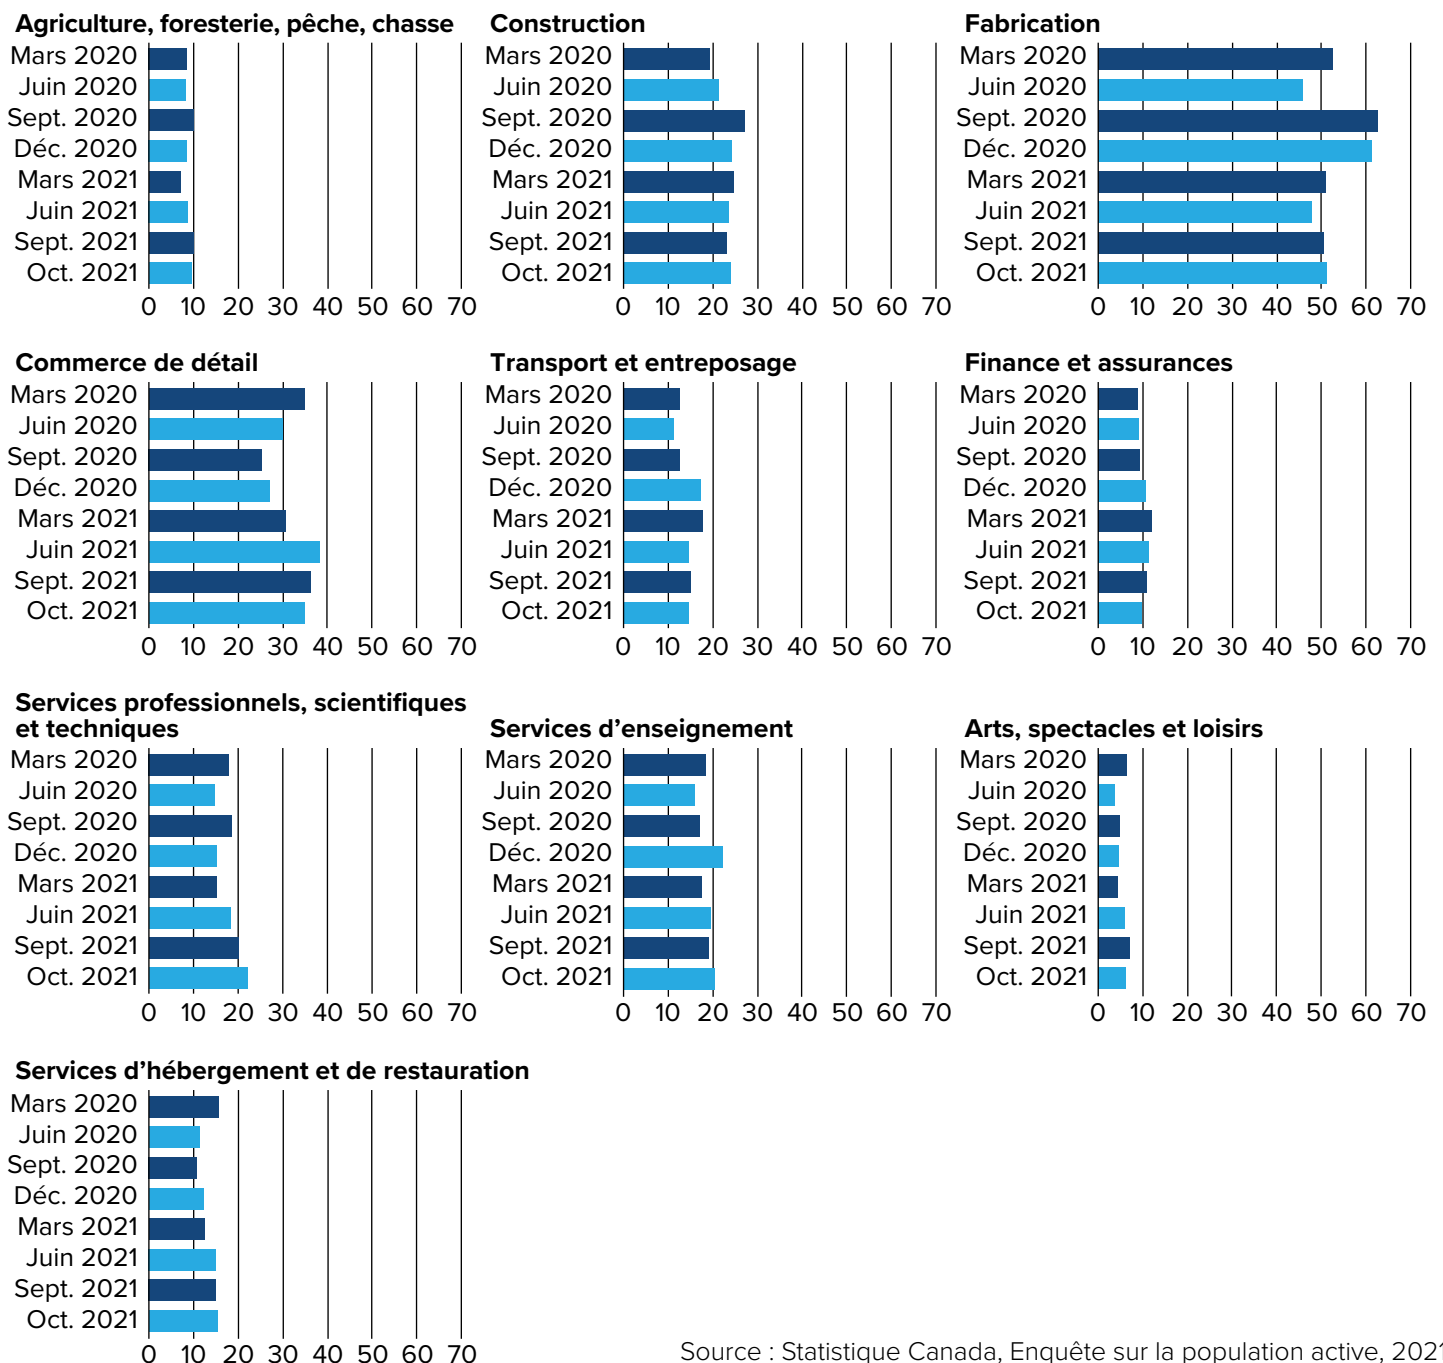 Agriculture, foresterie, pêche, chasse
Mars 2020
Juin 2020
Sept. 2020
Déc. 2020
Mars 2021
Juin 2021
Sept. 2021
Oct. 2021
0 10 20 30 40 50 60 70
Construction
Mars 2020
Juin 2020
Sept. 2020
Déc. 2020
Mars 2021
Juin 2021
Sept. 2021
Oct. 2021
0 10 20 30 40 50 60 70
Fabrication
Mars 2020
Juin 2020
Sept. 2020
Déc. 2020
Mars 2021
Juin 2021
Sept. 2021
Oct. 2021
0 10 20 30 40 50 60 70
Commerce de détail
Mars 2020
Juin 2020
Sept. 2020
Déc. 2020
Mars 2021
Juin 2021
Sept. 2021
Oct. 2021
0 10 20 30 40 50 60 70
Transport et entreposage
Mars 2020
Juin 2020
Sept. 2020
Déc. 2020
Mars 2021
Juin 2021
Sept. 2021
Oct. 2021
0 10 20 30 40 50 60 70
Finance et assurances
Mars 2020
Juin 2020
Sept. 2020
Déc. 2020
Mars 2021
Juin 2021
Sept. 2021
Oct. 2021
0 10 20 30 40 50 60 70
Services professionnels, scientifiques
et techniques
Mars 2020
Juin 2020
Sept. 2020
Déc. 2020
Mars 2021
Juin 2021
Sept. 2021
Oct. 2021
0 10 20 30 40 50 60 70
Services d’enseignement
Mars 2020
Juin 2020
Sept. 2020
Déc. 2020
Mars 2021
Juin 2021
Sept. 2021
Oct. 2021
0 10 20 30 40 50 60 70
Arts, spectacles et loisirs
Mars 2020
Juin 2020
Sept. 2020
Déc. 2020
Mars 2021
Juin 2021
Sept. 2021
Oct. 2021
0 10 20 30 40 50 60 70
Services d’hébergement et de restauration
Mars 2020
Juin 2020
Sept. 2020
Déc. 2020
Mars 2021
Juin 2021
Sept. 2021
Oct. 2021
0 10 20 30 40 50 60 70
Source : Statistique Canada, Enquête sur la population active, 2021